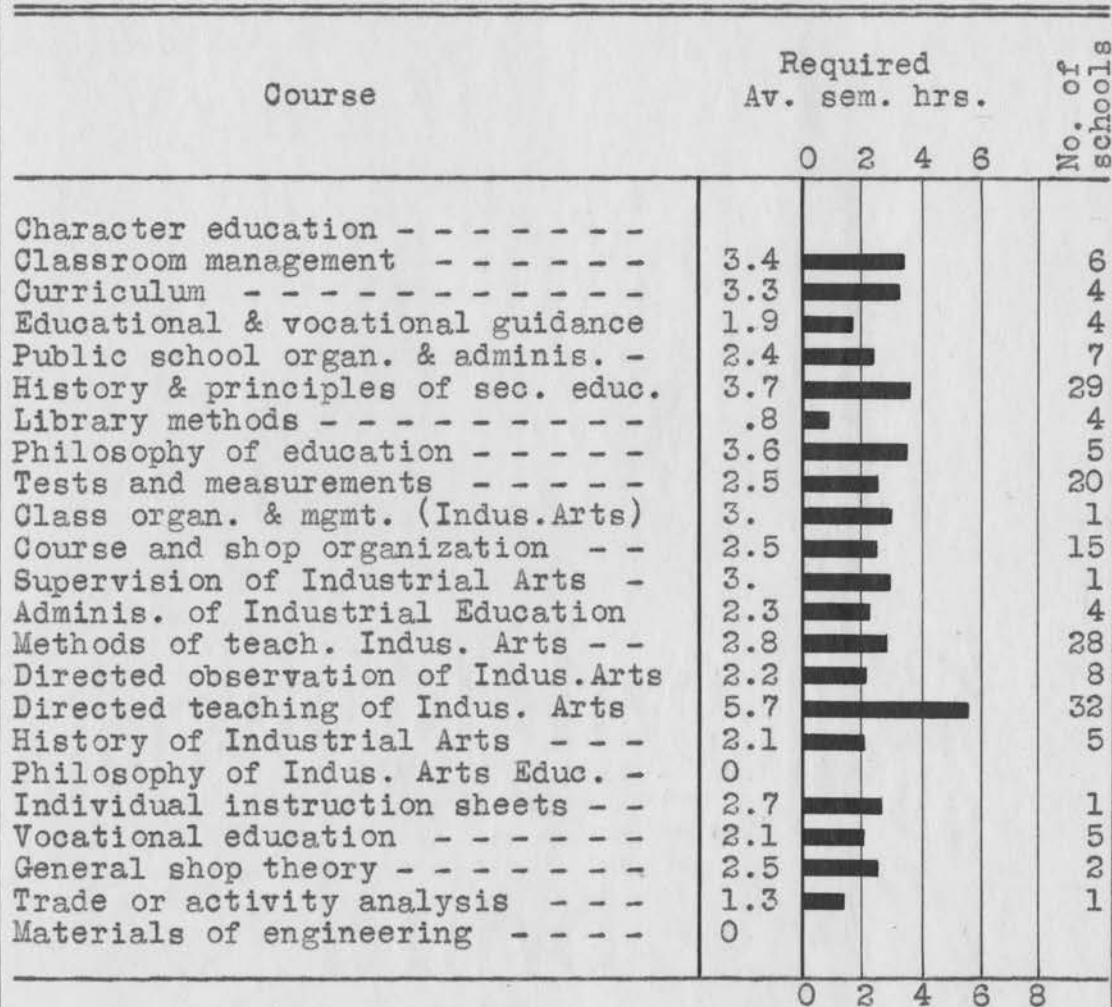 Course
Required
Av. sem. hrs.
No. of
schools
0 2 4 6
Character education - - - - - - -
Classroom management - - - - - - 3.4 6
Curriculum - - - - - - - - - - - 3.3 4
Educational & vocational guidance 1.9 4
Public school organ. & adminis. - 2.4 7
History & principles of sec. educ. 3.7 29
Library methods - - - - - - - - - .8 4
Philosophy of education - - - - - 3.6 5
Tests and measurements - - - - - 2.5 20
Class organ. & mgmt. (Indus.Arts) 3. 1
Course and shop organization - - 2.5 15
Supervision of Industrial Arts - 3. 1
Adminis. of Industrial Education 2.3 4
Methods of teach. Indus. Arts - - 2.8 28
Directed observation of Indus.Arts 2.2 8
Directed teaching of Indus. Arts 5.7 32
History of Industrial Arts - - - 2.1 5
Philosophy of Indus. Arts Educ. - 0
Individual instruction sheets - - 2.7 1
Vocational education - - - - - - 2.1 5
General shop theory - - - - - - - 2.5 2
Trade or activity analysis - - - 1.3 1
Materials of engineering - - - - 0
0 2 4 6 8